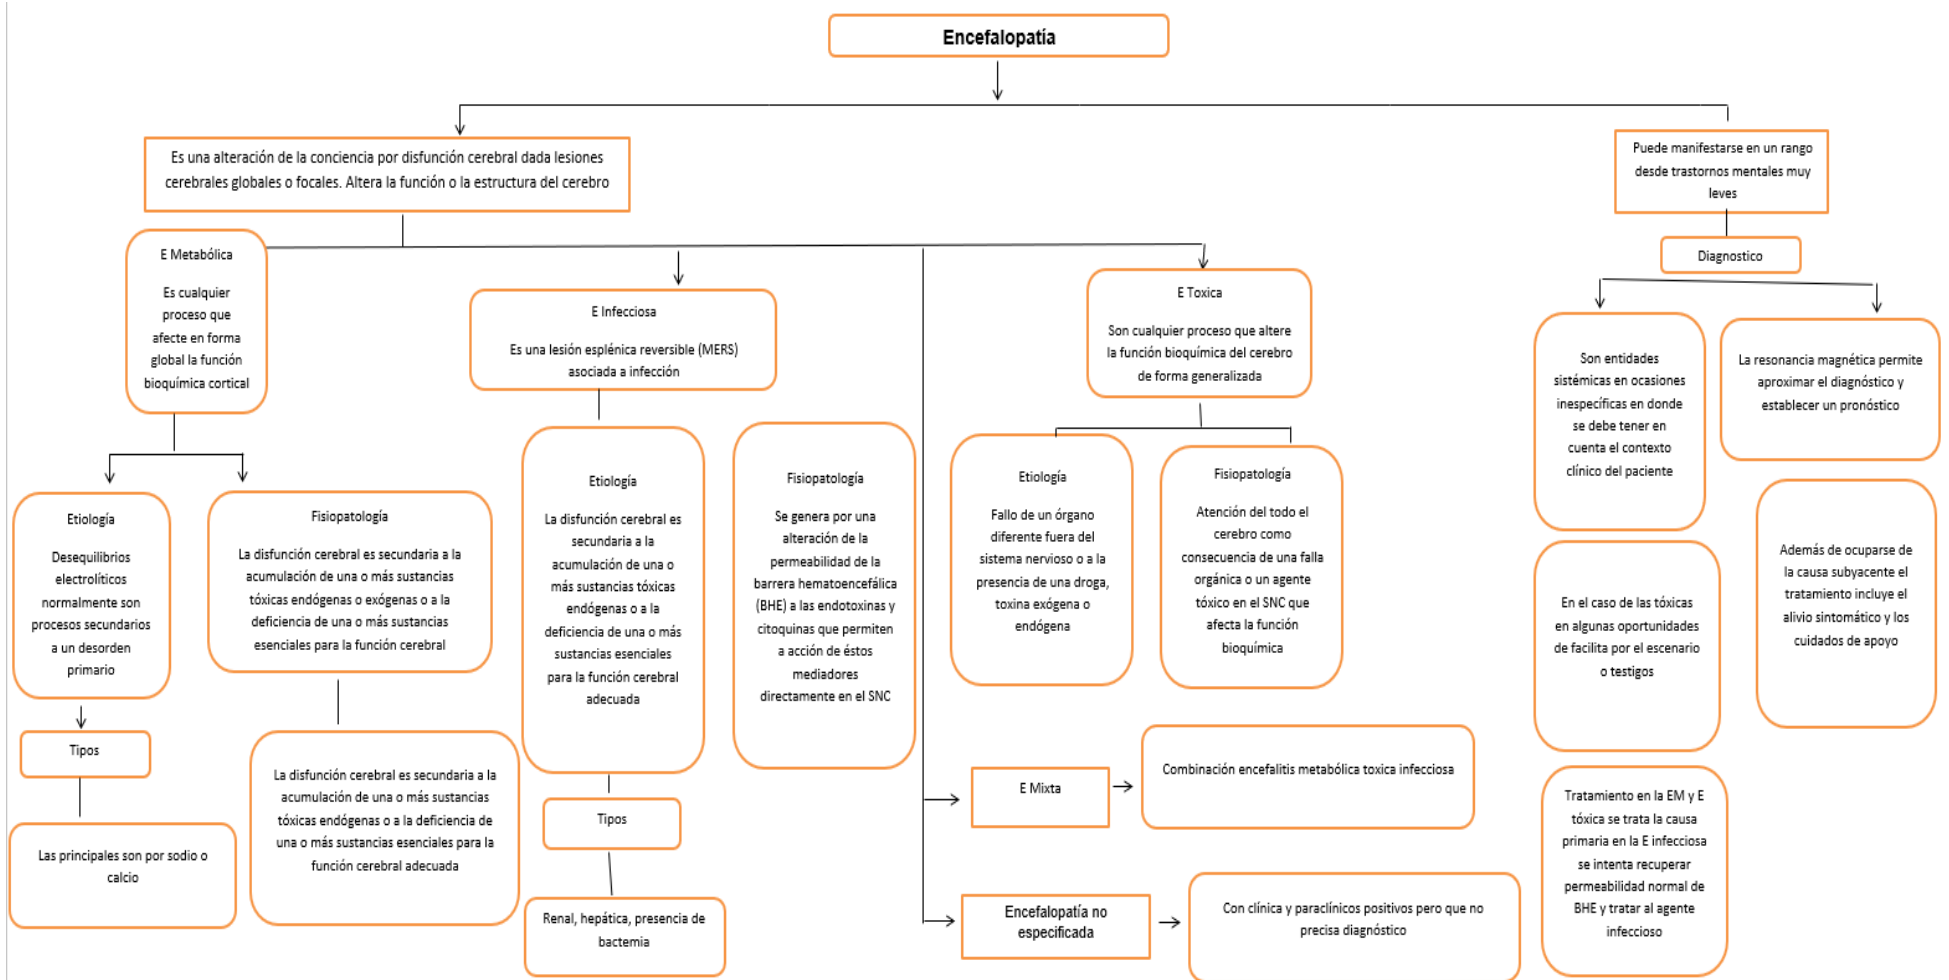 Encefalopatía
Es una alteración de la conciencia por disfunción cerebral dada lesiones
cerebrales globales o focales. Altera la función o la estructura del cerebro
Puede manifestarse en un rango
desde trastornos mentales muy
leves
E Metabólica
Es cualquier
proceso que
afecte en forma
global la función
bioquímica cortical
Etiología
Desequilibrios
electrolíticos
normalmente son
procesos secundarios
a un desorden
primario
Tipos
Las principales son por sodio o
calcio
Fisiopatología
La disfunción cerebral es secundaria a la
acumulación de una o más sustancias
tóxicas endógenas o exógenas o a la
deficiencia de una o más sustancias
esenciales para la función cerebral
La disfunción cerebral es secundaria a la
acumulación de una o más sustancias
tóxicas endógenas o a la deficiencia de
una o más sustancias esenciales para la
función cerebral adecuada
E Infecciosa
Es una lesión esplénica reversible (MERS)
asociada a infección
Etiología
La disfunción cerebral es
secundaria a la
acumulación de una o
más sustancias tóxicas
endógenas o a la
deficiencia de una o más
sustancias esenciales
para la función cerebral
adecuada
Tipos
Renal, hepática, presencia de
bactemia
Fisiopatología
Se genera por una
alteración de la
permeabilidad de la
barrera hematoencefálica
(BHE) a las endotoxinas y
citoquinas que permiten
a acción de éstos
mediadores
directamente en el SNC
E Toxica
Son cualquier proceso que altere
la función bioquímica del cerebro
de forma generalizada
Etiología
Fallo de un órgano
diferente fuera del
sistema nervioso o a la
presencia de una droga,
toxina exógena o
endógena
Fisiopatología
Atención del todo el
cerebro como
consecuencia de una falla
orgánica o un agente
tóxico en el SNC que
afecta la función
bioquímica
E Mixta
Combinación encefalitis metabólica toxica infecciosa
Encefalopatía no
especificada
Con clínica y paraclínicos positivos pero que no
precisa diagnóstico
Diagnostico
Son entidades
sistémicas en ocasiones
inespecíficas en donde
se debe tener en
cuenta el contexto
clínico del paciente
La resonancia magnética permite
aproximar el diagnóstico y
establecer un pronóstico
En el caso de las tóxicas
en algunas oportunidades
de facilita por el escenario
o testigos
Además de ocuparse de
la causa subyacente el
tratamiento incluye el
alivio sintomático y los
cuidados de apoyo
Tratamiento en la EM y E
tóxica se trata la causa
primaria en la E infecciosa
se intenta recuperar
permeabilidad normal de
BHE y tratar al agente
infeccioso